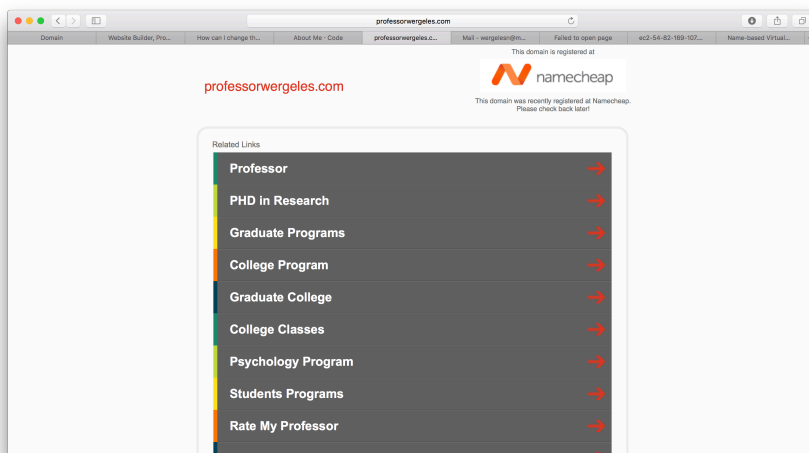 professorwergeles.com
Domain
Website Builder, Pro...
How can I change th...
About Me - Code
professorwergeles.c...
Mail - wergelesn@m...
Failed to open page
ec2-54-82-169-107....
Name-based Virtual...
This domain is registered at
namecheap
professorwergeles.com
This domain was recently registered at Namecheap.
Please check back later!
Related Links
Professor
PHD in Research
Graduate Programs
College Program
Graduate College
College Classes
Psychology Program
Students Programs
Rate My Professor